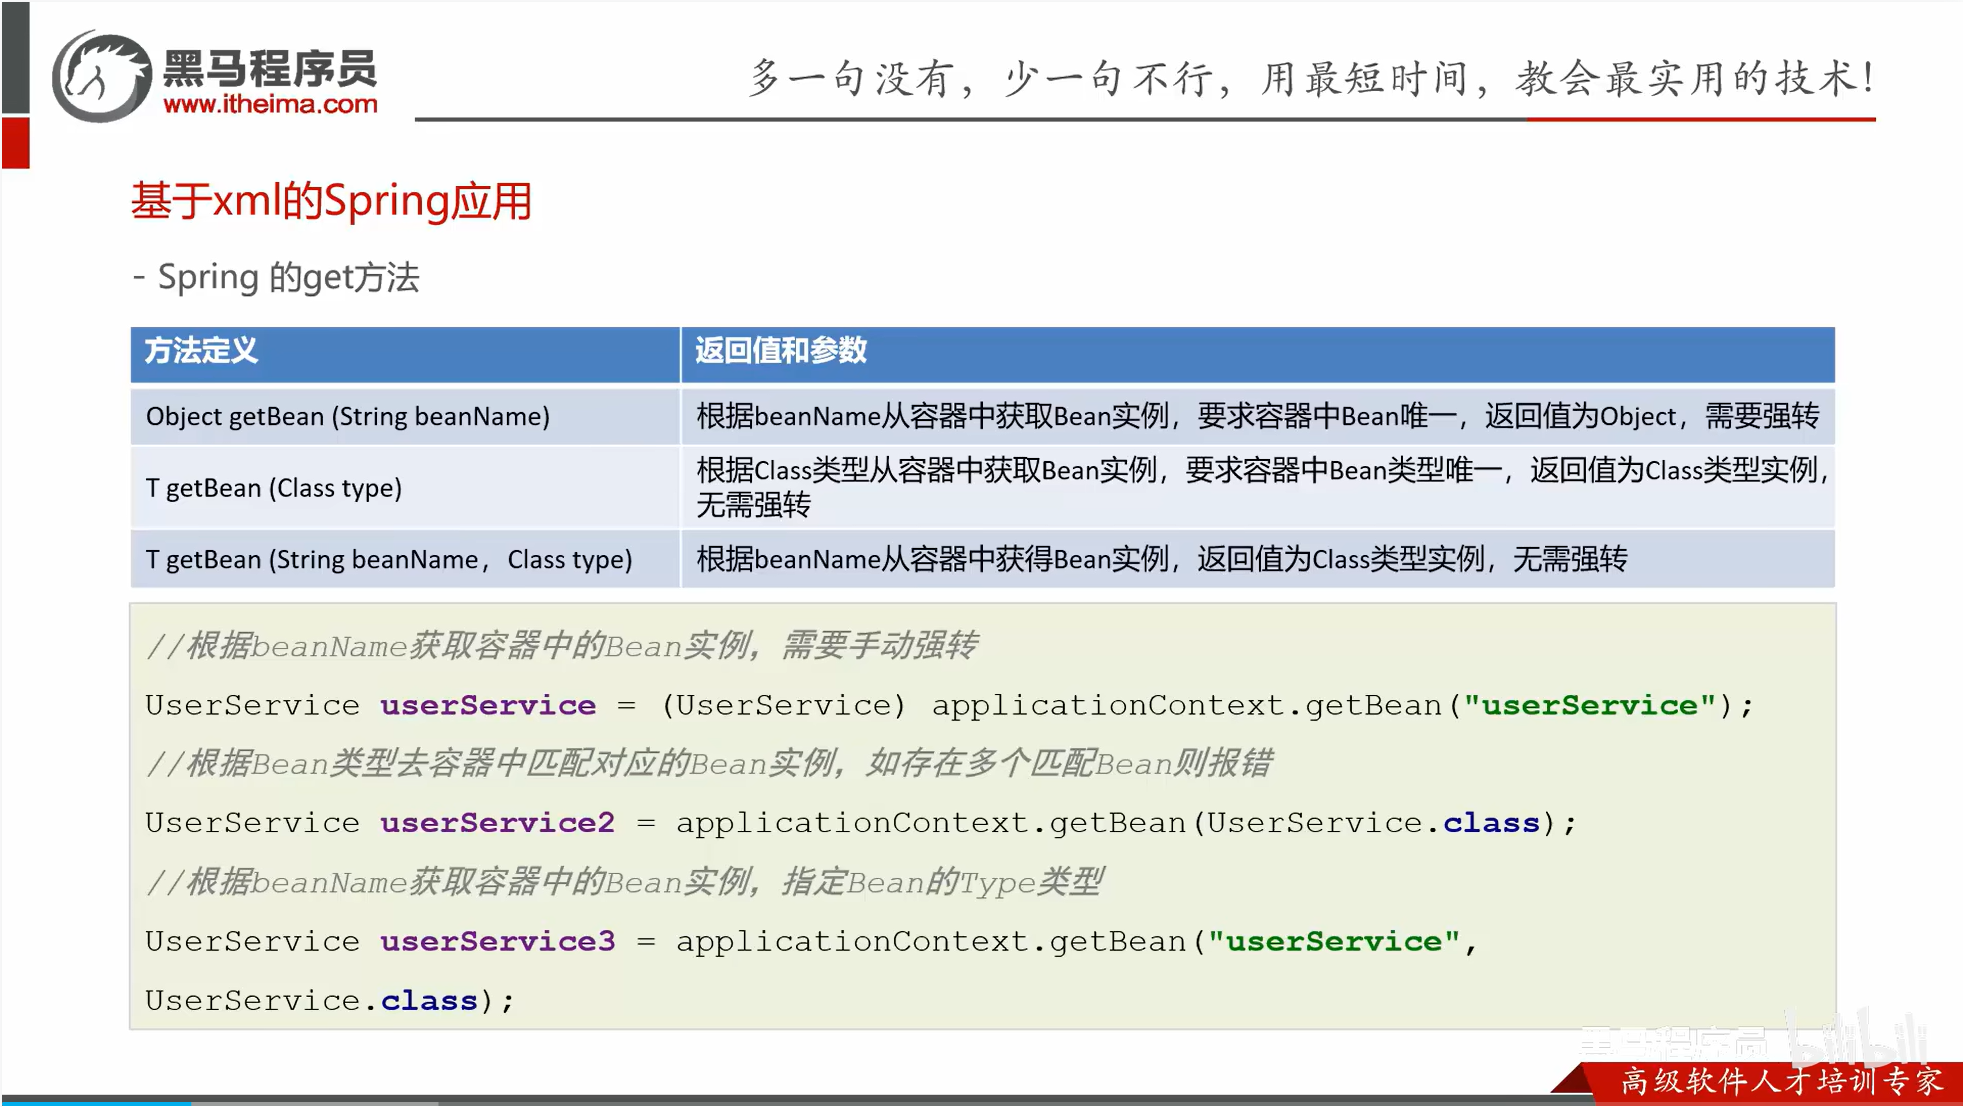 黑马程序员
www.itheima.com
多一句没有，少一句不行，用最短时间，教会最实用的技术！
基于xml的Spring应用
- Spring 的get方法
方法定义 返回值和参数
Object getBean (String beanName) 根据beanName从容器中获取Bean实例，要求容器中Bean唯一，返回值为Object，需要强转
T getBean (Class type) 根据Class类型从容器中获取Bean实例，要求容器中Bean类型唯一，返回值为Class类型实例，
无需强转
T getBean (String beanName，Class type) 根据beanName从容器中获得Bean实例，返回值为Class类型实例，无需强转
//根据beanName获取容器中的Bean实例，需要手动强转
UserService userService = (UserService) applicationContext.getBean("userService");
//根据Bean类型去容器中匹配对应的Bean实例，如存在多个匹配Bean则报错
UserService userService2 = applicationContext.getBean(UserService.class);
//根据beanName获取容器中的Bean实例，指定Bean的Type类型
UserService userService3 = applicationContext.getBean("userService",
UserService.class);
黑马程序员 bilibili
高级软件人才培训专家